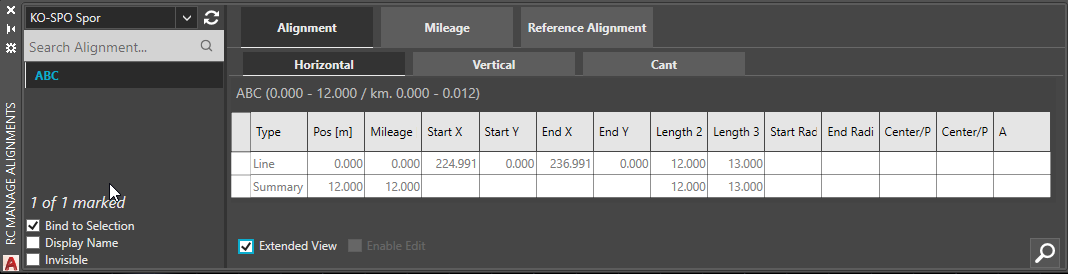 KO-SPO Spor
Search Alignment...
ABC
1 of 1 marked
Bind to Selection
Display Name
Invisible
RC MANAGE ALIGNMENTS
Alignment Mileage Reference Alignment
Horizontal Vertical Cant
ABC (0.000 - 12.000 / km. 0.000 - 0.012)
Type Pos [m] Mileage Start X Start Y End X End Y Length 2 Length 3 Start Rad End Radi Center/P Center/P A
Line 0.000 0.000 224.991 0.000 236.991 0.000 12.000 13.000
Summary 12.000 12.000 12.000 13.000
Extended View Enable Edit